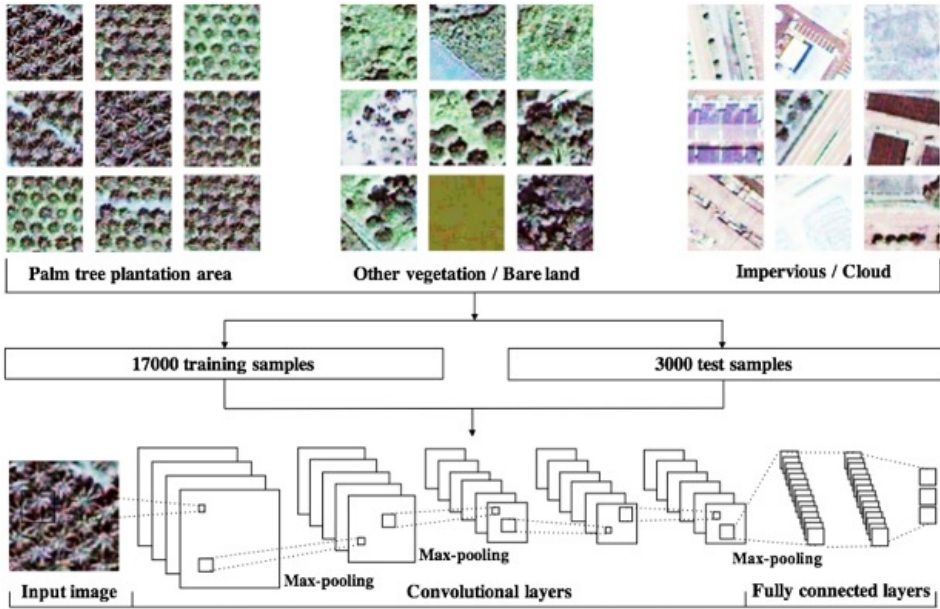 Palm tree plantation area
Other vegetation / Bare land
Impervious / Cloud
17000 training samples
3000 test samples
Max-pooling
Max-pooling
Max-pooling
Input image
Convolutional layers
Fully connected layers